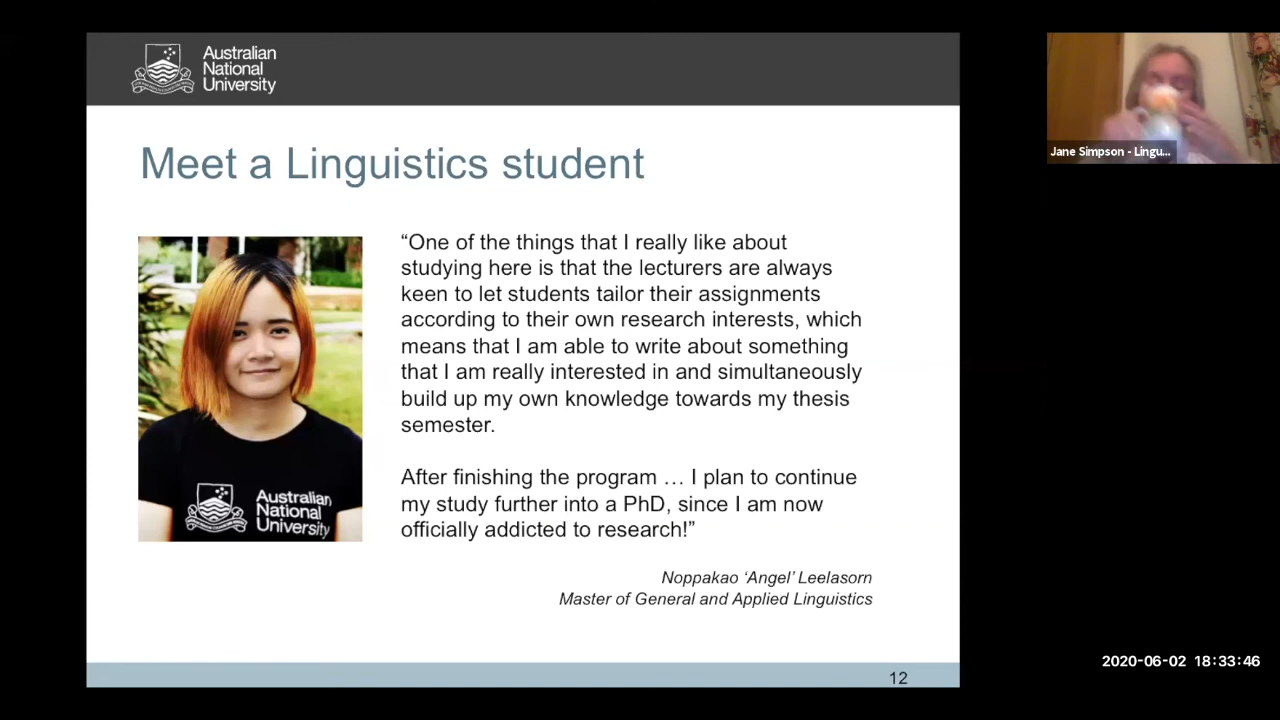 Australian
National
University
Meet a Linguistics student
“One of the things that I really like about
studying here is that the lecturers are always
keen to let students tailor their assignments
according to their own research interests, which
means that I am able to write about something
that I am really interested in and simultaneously
build up my own knowledge towards my thesis
semester.
After finishing the program … I plan to continue
my study further into a PhD, since I am now
officially addicted to research!”
Noppakao ‘Angel’ Leelasorn
Master of General and Applied Linguistics
Australian
National
University
12
Jane Simpson - Lingu...
2020-06-02 18:33:46